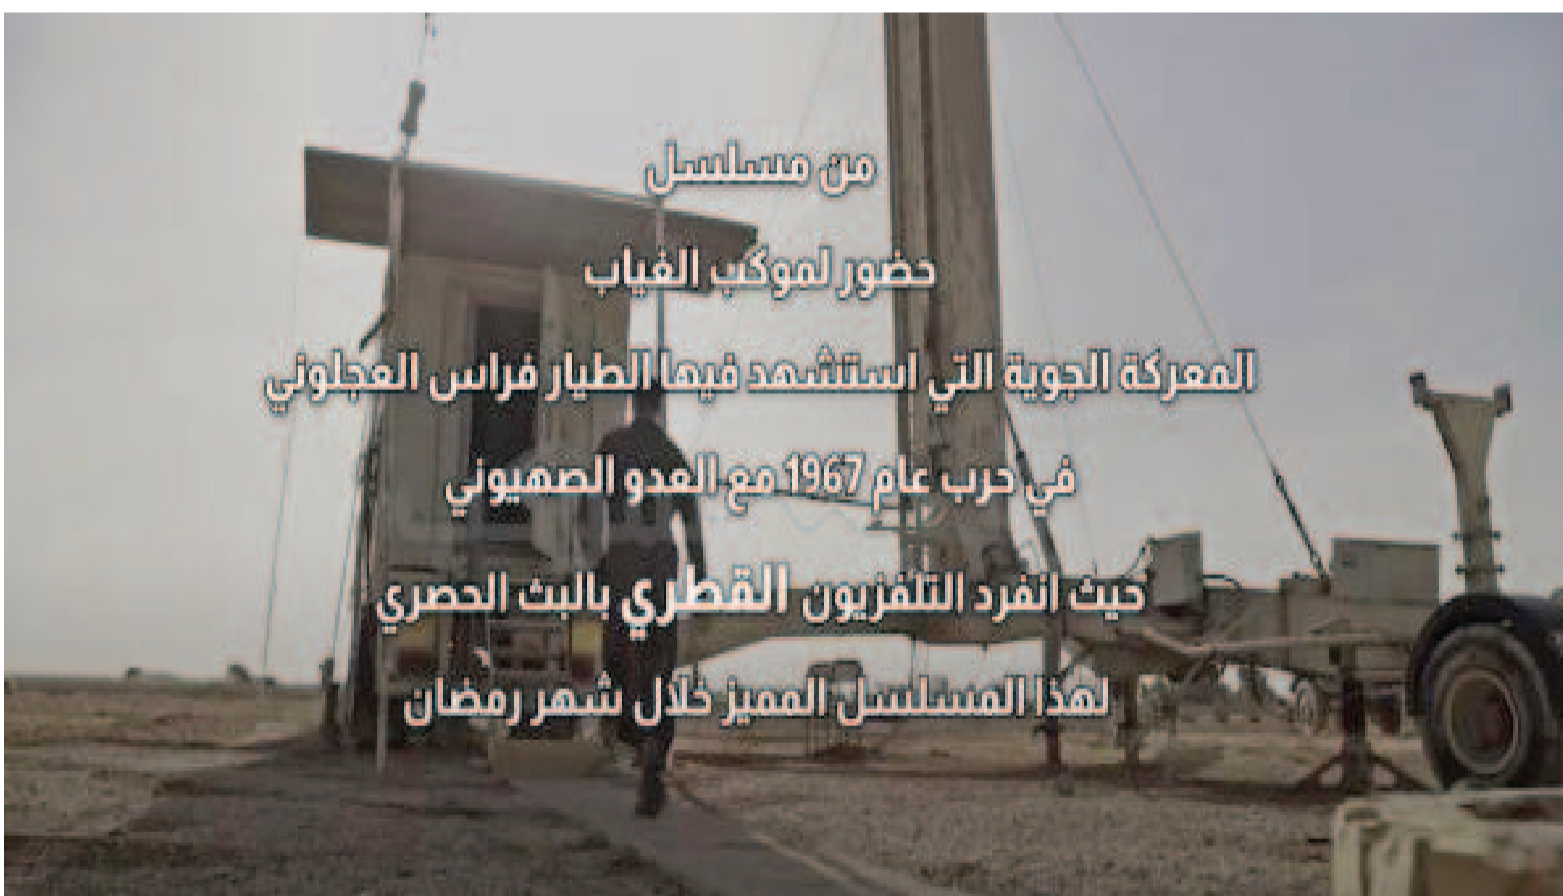 من مسلسل
حضور لموكب الغياب
المعركة الجوية التي استشهد فيها الطيار فراس العجلوني
في حرب عام 1967 مع العدو الصهيوني
حيث انفرد التلفزيون القطري بالبث الحصري
لهذا المسلسل المميز خلال شهر رمضان